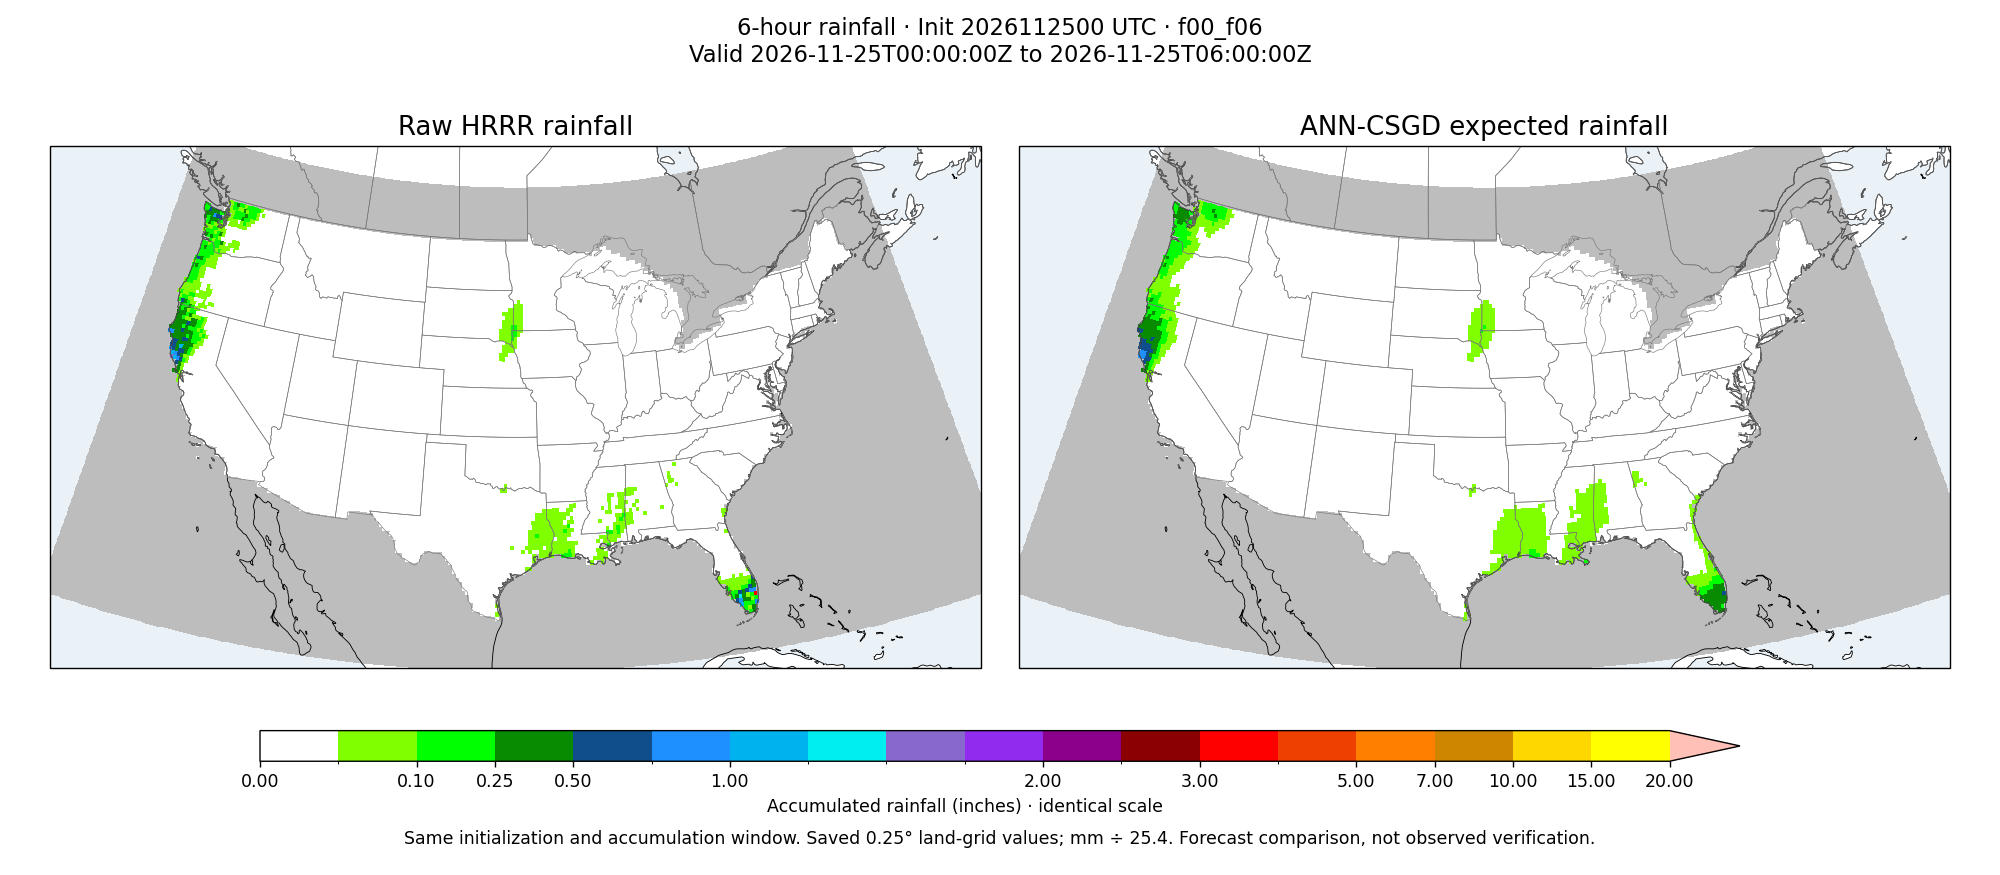 6-hour rainfall · Init 2026112500 UTC · f00_f06
Valid 2026-11-25T00:00:00Z to 2026-11-25T06:00:00Z
Raw HRRR rainfall
ANN-CSGD expected rainfall
0.00 0.10 0.25 0.50 1.00 2.00 3.00 5.00 7.00 10.00 15.00 20.00
Accumulated rainfall (inches) · identical scale
Same initialization and accumulation window. Saved 0.25° land-grid values; mm ÷ 25.4. Forecast comparison, not observed verification.